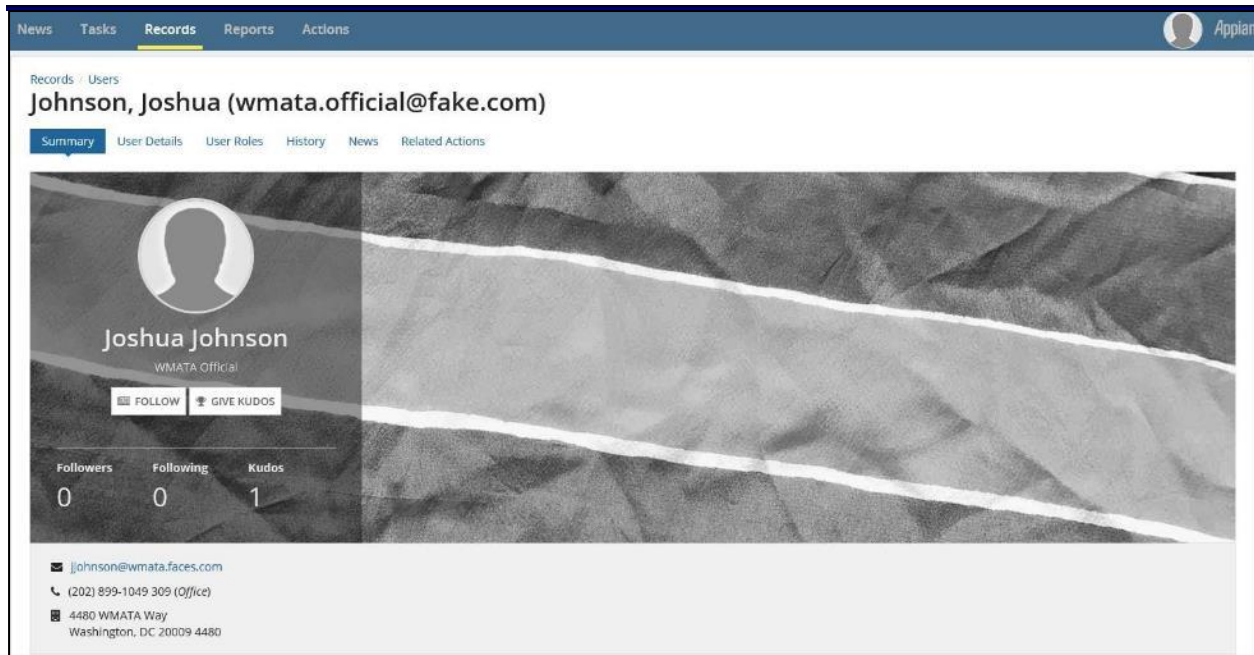 News Tasks Records Reports Actions
Appian
Records / Users
Johnson, Joshua (wmata.official@fake.com)
Summary User Details User Roles History News Related Actions
Joshua Johnson
WMATA Official
FOLLOW GIVE KUDOS
Followers Following Kudos
0 0 1
jjohnson@wmata.faces.com
(202) 899-1049 309 (Office)
4480 WMATA Way
Washington, DC 20009 4480